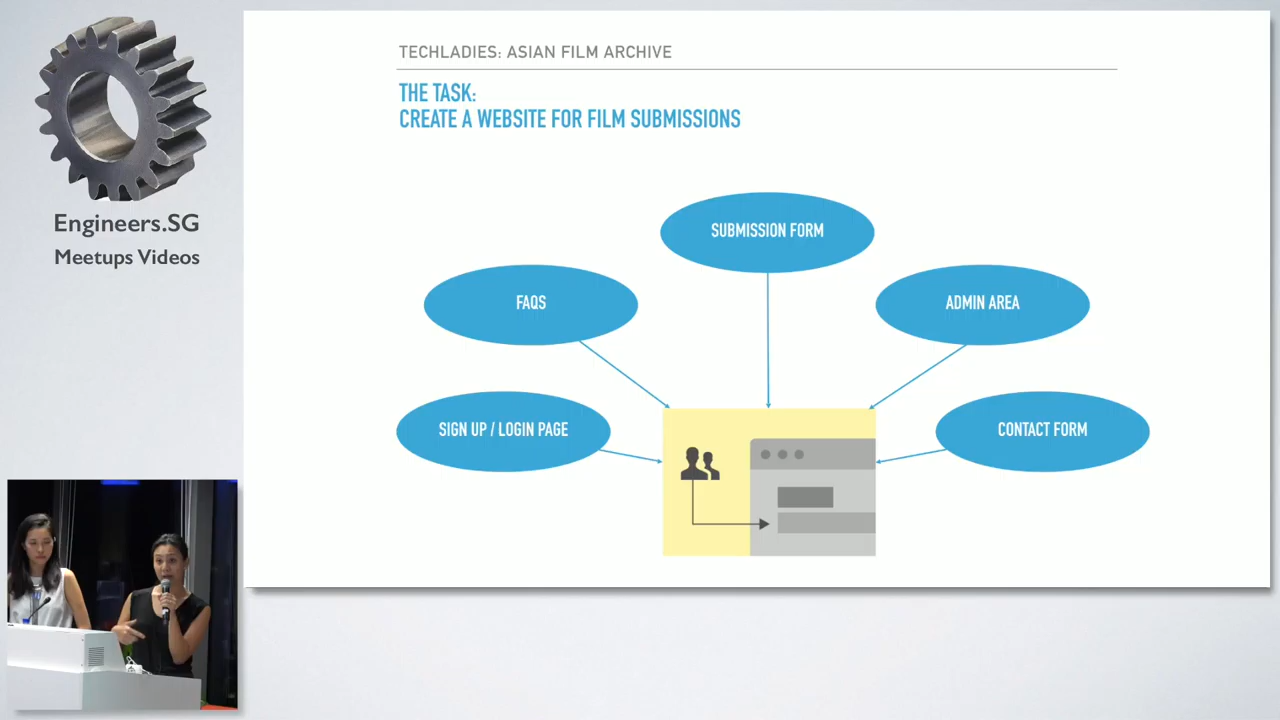 TECHLADIES: ASIAN FILM ARCHIVE
THE TASK:
CREATE A WEBSITE FOR FILM SUBMISSIONS
SUBMISSION FORM
FAQS
ADMIN AREA
SIGN UP / LOGIN PAGE
CONTACT FORM
Engineers.SG
Meetups Videos